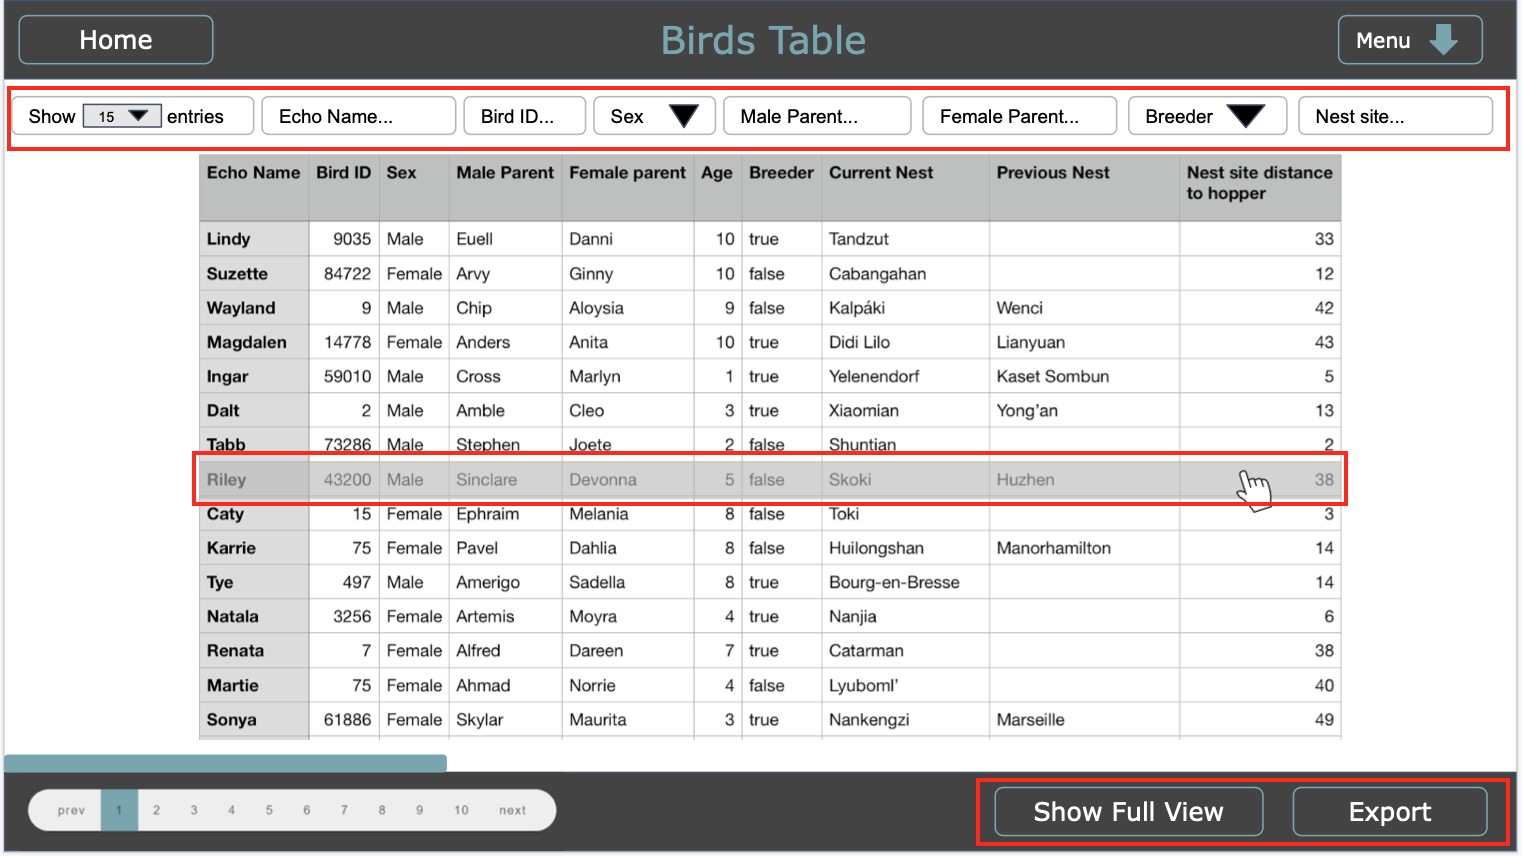 Home Birds Table Menu
Show 15 entries Echo Name... Bird ID... Sex Male Parent... Female Parent... Breeder Nest site...
Echo Name Bird ID Sex Male Parent Female parent Age Breeder Current Nest Previous Nest Nest site distance
to hopper
Lindy 9035 Male Euell Danni 10 true Tandzut 33
Suzette 84722 Female Arvy Ginny 10 false Cabangahan 12
Wayland 9 Male Chip Aloysia 9 false Kalpáki Wenci 42
Magdalen 14778 Female Anders Anita 10 true Didi Lilo Lianyuan 43
Ingar 59010 Male Cross Marlyn 1 true Yelenendorf Kaset Sombun 5
Dalt 2 Male Amble Cleo 3 true Xiaomian Yong’an 13
Tabb 73286 Male Stephen Joete 2 false Shuntian 2
Riley 43200 Male Sinclare Devonna 5 false Skoki Huzhen 38
Caty 15 Female Ephraim Melania 8 false Toki 3
Karrie 75 Female Pavel Dahlia 8 false Huilongshan Manorhamilton 14
Tye 497 Male Amerigo Sadella 8 true Bourg-en-Bresse 14
Natala 3256 Female Artemis Moyra 4 true Nanjia 6
Renata 7 Female Alfred Dareen 7 true Catarman 38
Martie 75 Female Ahmad Norrie 4 false Lyuboml’ 40
Sonya 61886 Female Skylar Maurita 3 true Nankengzi Marseille 49
prev 1 2 3 4 5 6 7 8 9 10 next Show Full View Export